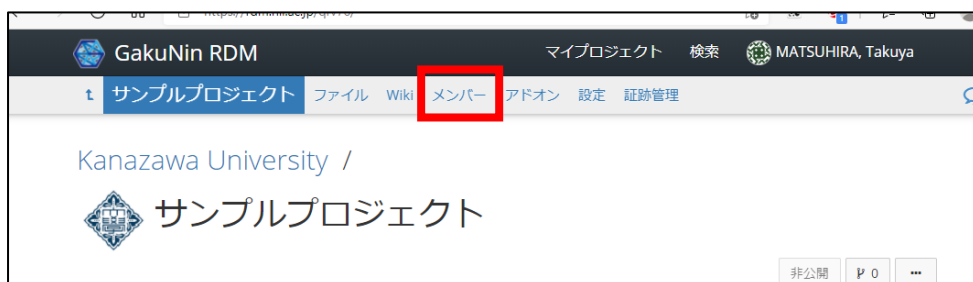 GakuNin RDM マイプロジェクト 検索 MATSUHIRA, Takuya
サンプルプロジェクト ファイル Wiki メンバー アドオン 設定 証跡管理
Kanazawa University /
サンプルプロジェクト
非公開 0 ...